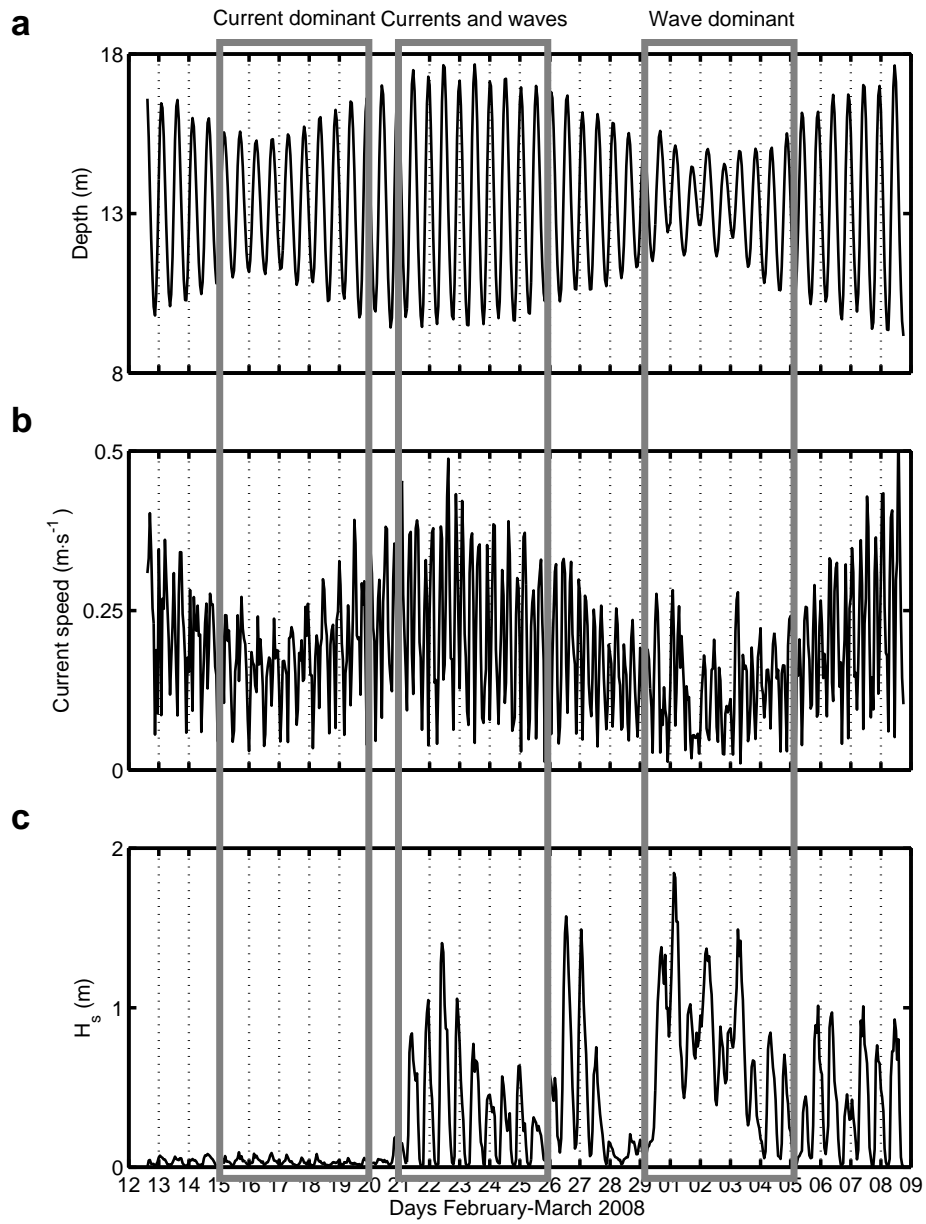 Current dominant Currents and waves Wave dominant
a
18
13
8
Depth (m)
b
0.5
0.25
0
Current speed (m·s⁻¹)
c
2
1
0
Hₛ (m)
12 13 14 15 16 17 18 19 20 21 22 23 24 25 26 27 28 29 01 02 03 04 05 06 07 08 09
Days February-March 2008